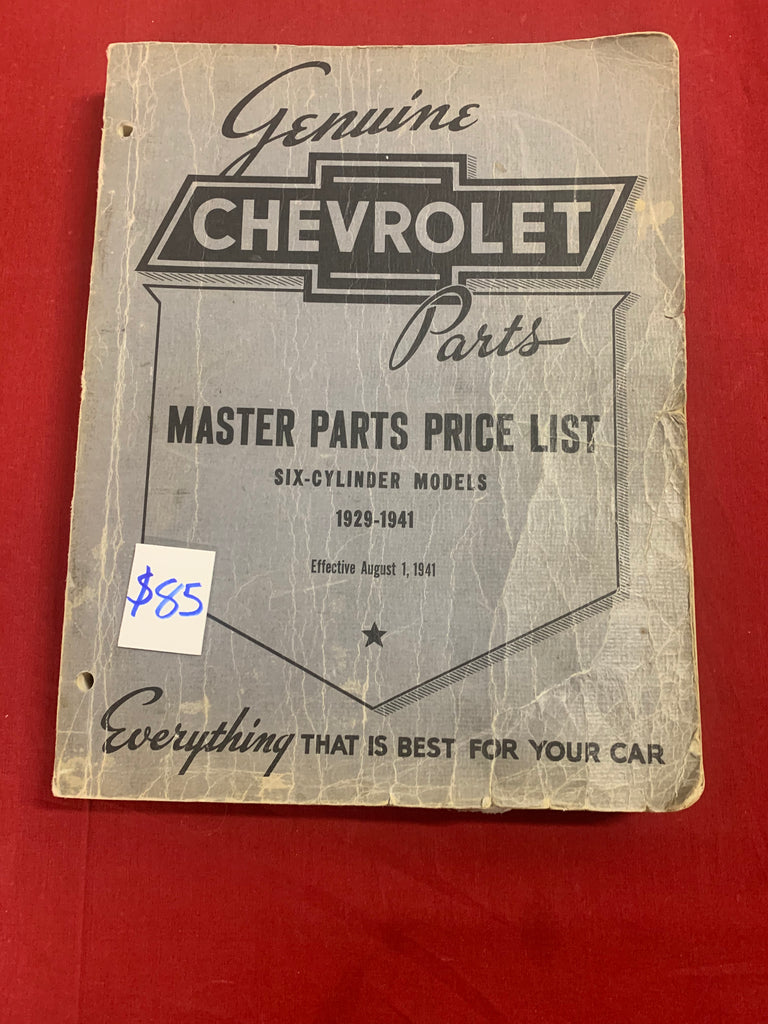 Genuine
CHEVROLET
Parts
MASTER PARTS PRICE LIST
SIX-CYLINDER MODELS
1929-1941
Effective August 1, 1941
$85
Everything THAT IS BEST FOR YOUR CAR